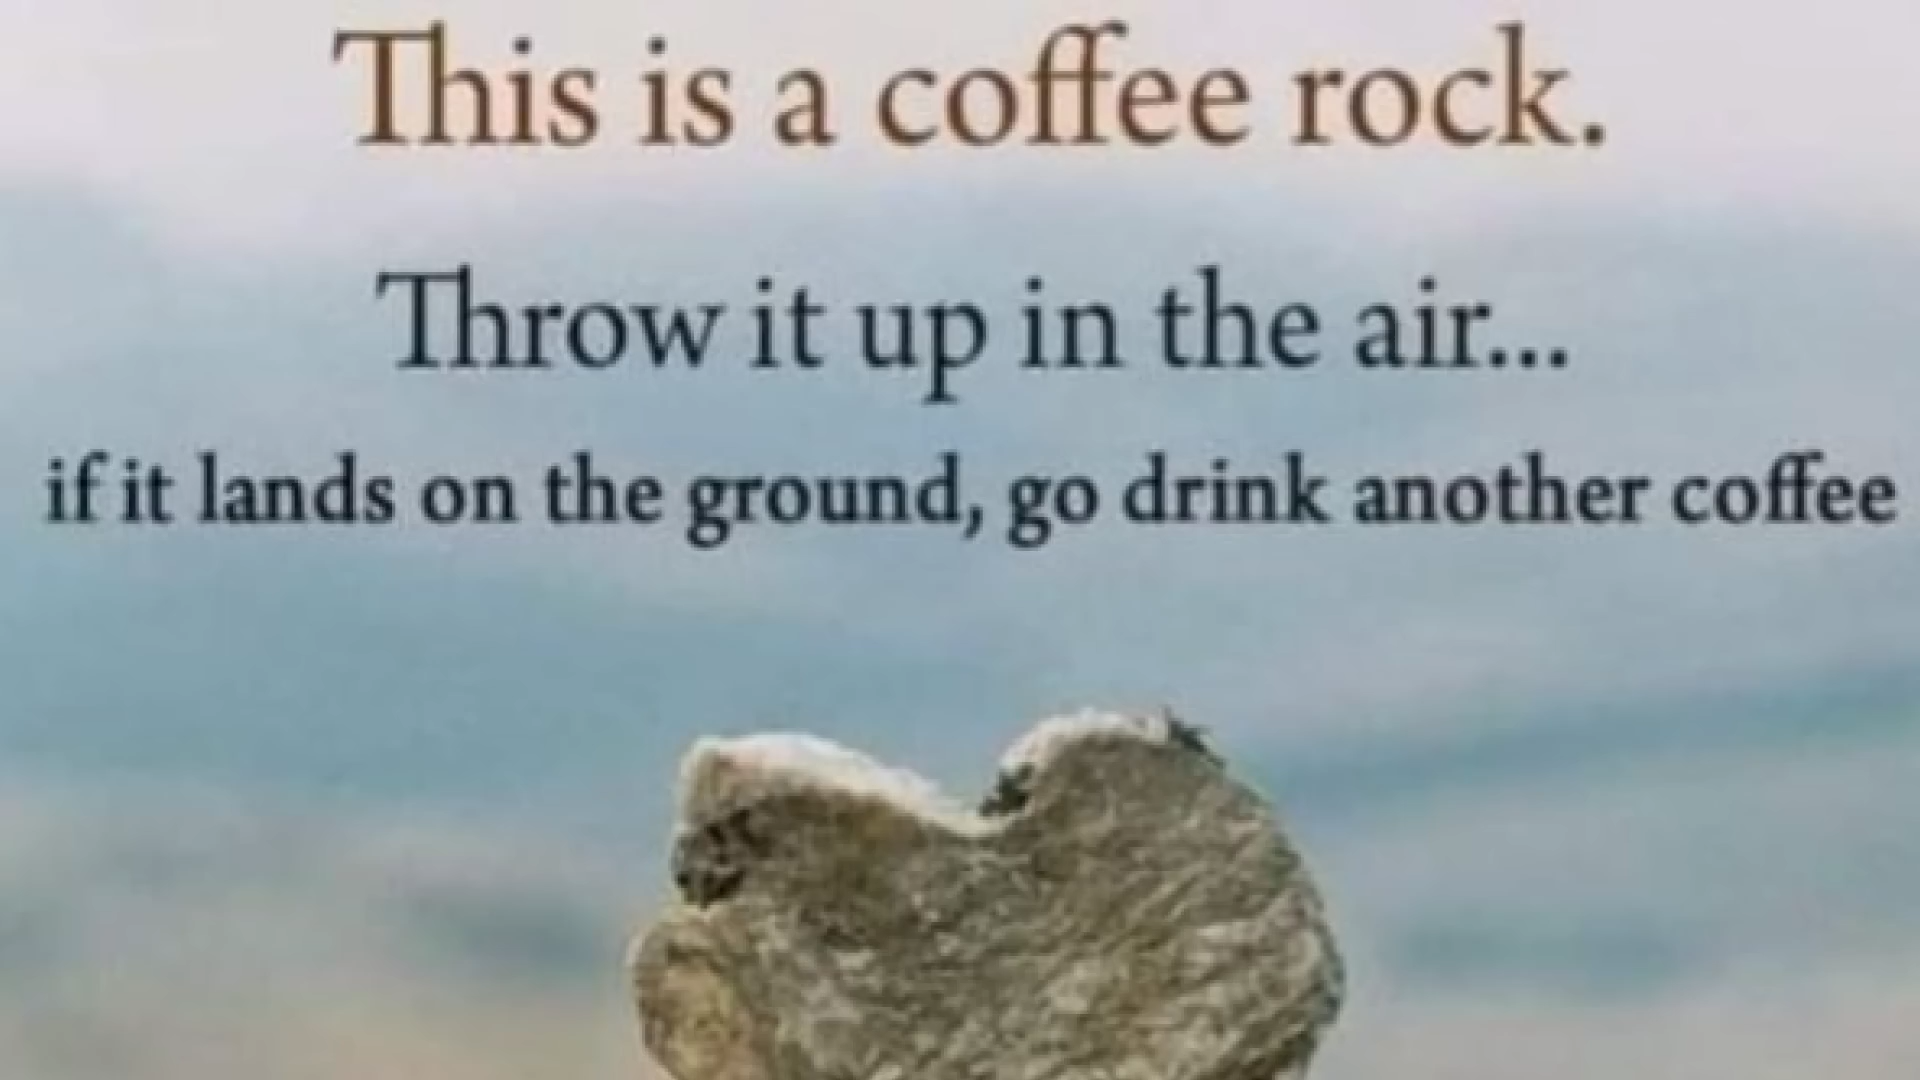 This is a coffee rock.
Throw it up in the air...
if it lands on the ground, go drink another coffee